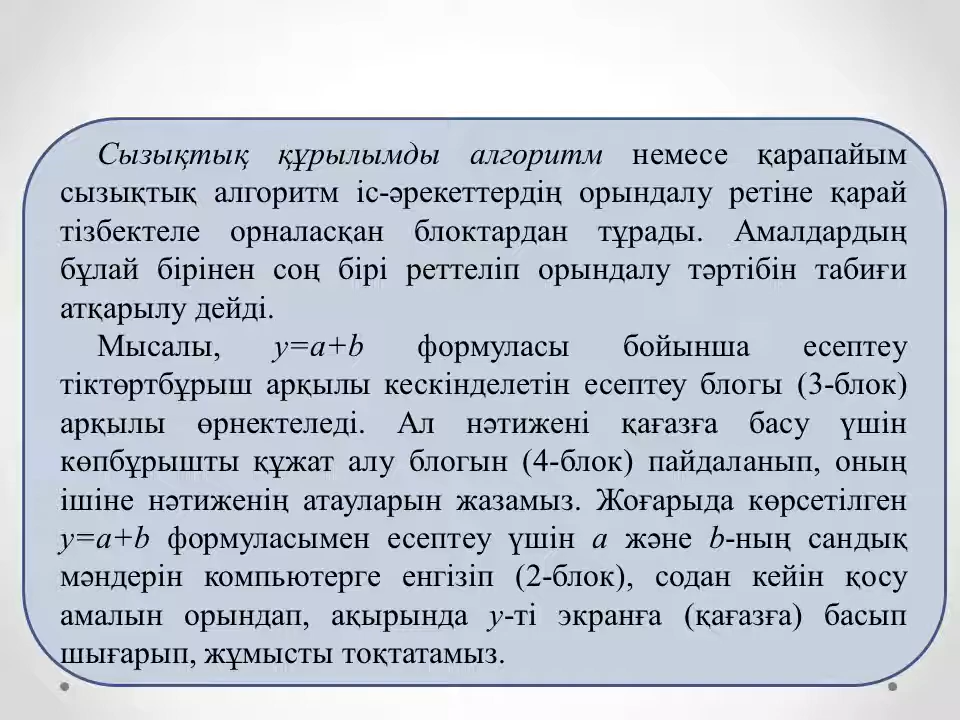 Сызықтық құрылымды алгоритм немесе қарапайым
сызықтық алгоритм іс-әрекеттердің орындалу ретіне қарай
тізбектеле орналасқан блоктардан тұрады. Амалдардың
бұлай бірінен соң бірі реттеліп орындалу тәртібін табиғи
атқарылу дейді.
Мысалы, y=a+b формуласы бойынша есептеу
тіктөртбұрыш арқылы кескінделетін есептеу блогы (3-блок)
арқылы өрнектеледі. Ал нәтижені қағазға басу үшін
көпбұрышты құжат алу блогын (4-блок) пайдаланып, оның
ішіне нәтиженің атауларын жазамыз. Жоғарыда көрсетілген
y=a+b формуласымен есептеу үшін a және b-ның сандық
мәндерін компьютерге енгізіп (2-блок), содан кейін қосу
амалын орындап, ақырында y-ті экранға (қағазға) басып
шығарып, жұмысты тоқтатамыз.